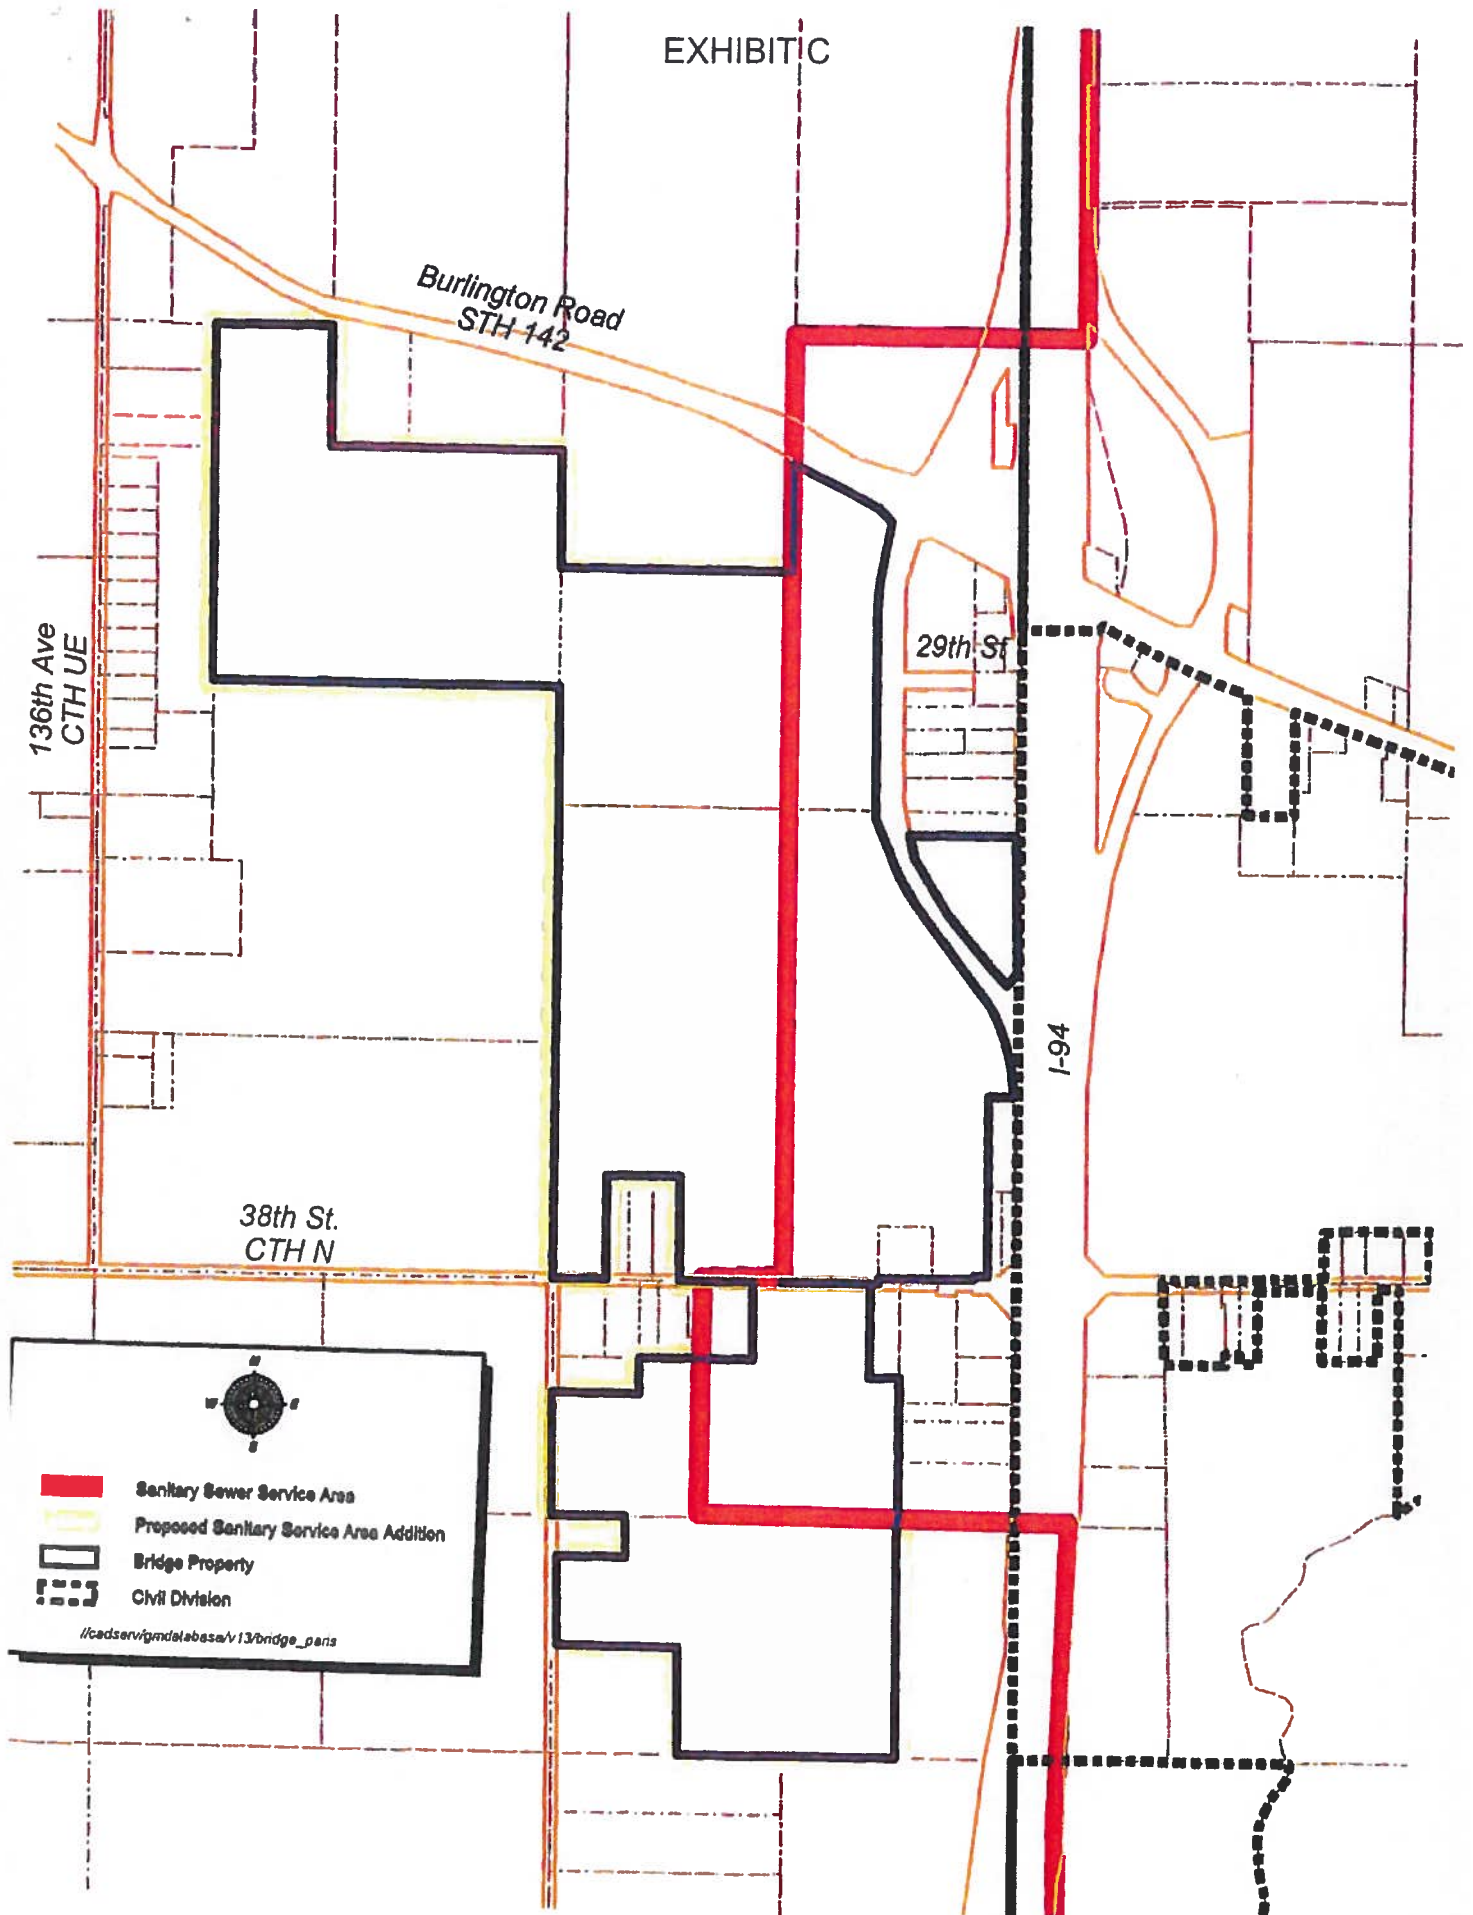 EXHIBIT C
Burlington Road
STH 142
29th St
136th Ave
CTH UE
I-94
38th St.
CTH N
N
W E
S
Sanitary Sewer Service Area
Proposed Sanitary Service Area Addition
Bridge Property
Civil Division